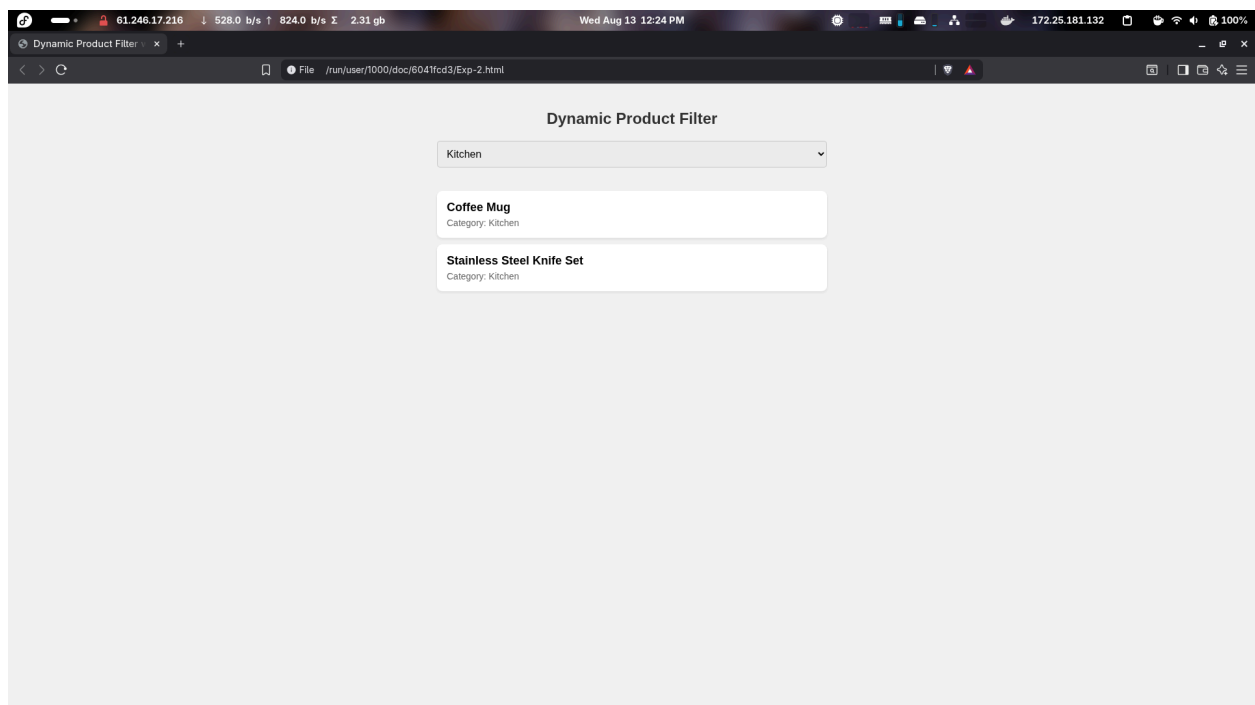 61.246.17.216 ↓ 528.0 b/s ↑ 824.0 b/s Σ 2.31 gb Wed Aug 13 12:24 PM 172.25.181.132 100%
Dynamic Product Filter
File /run/user/1000/doc/6041fcd3/Exp-2.html
Dynamic Product Filter
Kitchen
Coffee Mug
Category: Kitchen
Stainless Steel Knife Set
Category: Kitchen